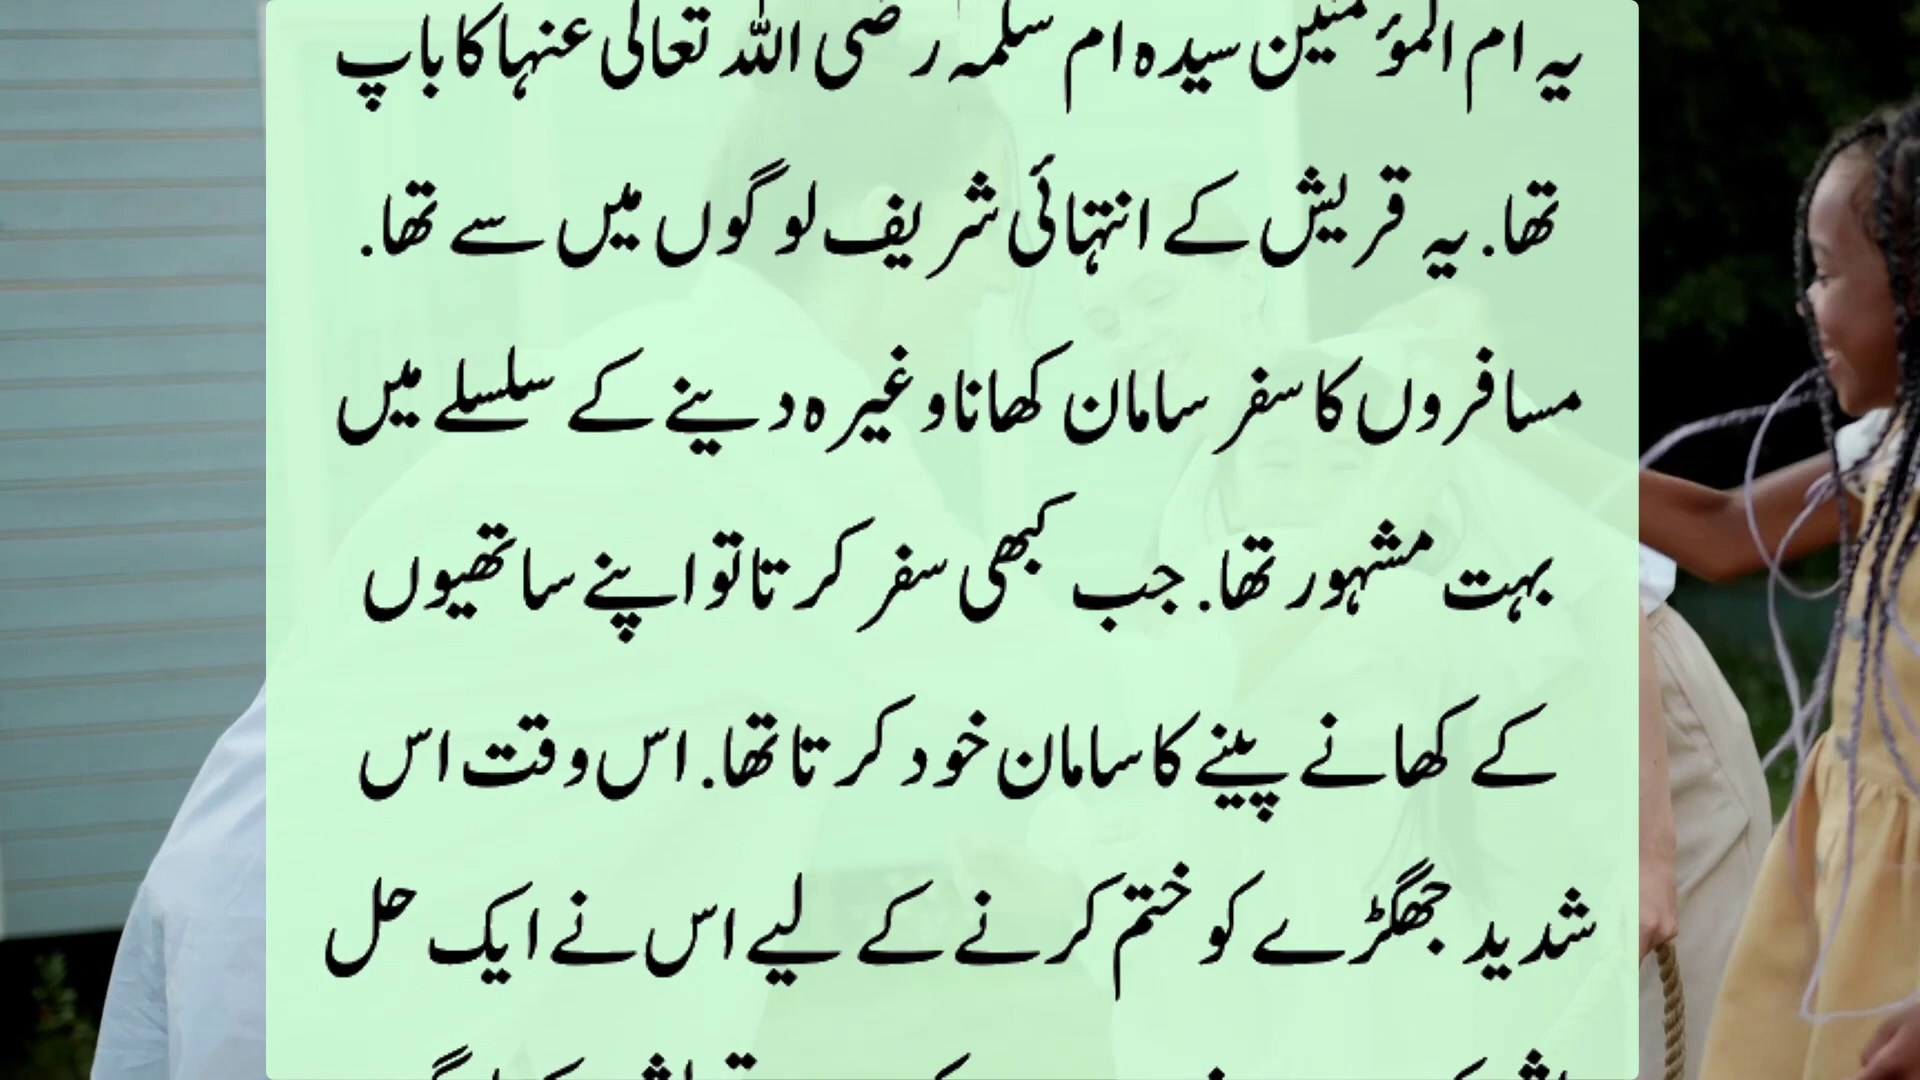 یہ ام المؤمنین سیدہ ام سلمہ رضی اللہ تعالی عنہا کا باپ
تھا. یہ قریش کے انتہائی شریف لوگوں میں سے تھا.
مسافروں کا سفر سامان کھانا وغیرہ دینے کے سلسلے میں
بہت مشہور تھا. جب کبھی سفر کرتا تو اپنے ساتھیوں
کے کھانے پینے کا سامان خود کرتا تھا. اس وقت اس
شدید جھگڑے کو ختم کرنے کے لیے اس نے ایک حل